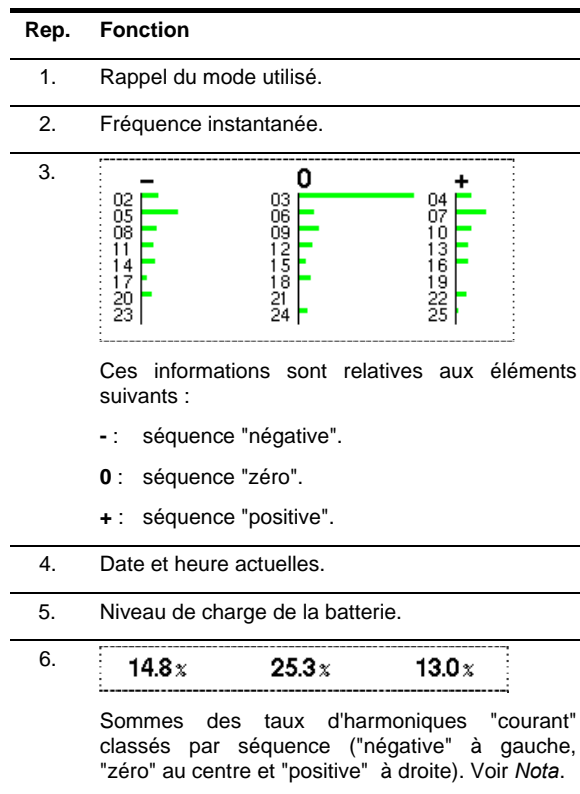 Rep. Fonction
1. Rappel du mode utilisé.
2. Fréquence instantanée.
3.
- 0 +
02 03 04
05 06 07
08 09 10
11 12 13
14 15 16
17 18 19
20 21 22
23 24 25
Ces informations sont relatives aux éléments
suivants :
- : séquence "négative".
0 : séquence "zéro".
+ : séquence "positive".
4. Date et heure actuelles.
5. Niveau de charge de la batterie.
6. 14.8% 25.3% 13.0%
Sommes des taux d'harmoniques "courant"
classés par séquence ("négative" à gauche,
"zéro" au centre et "positive" à droite). Voir Nota.